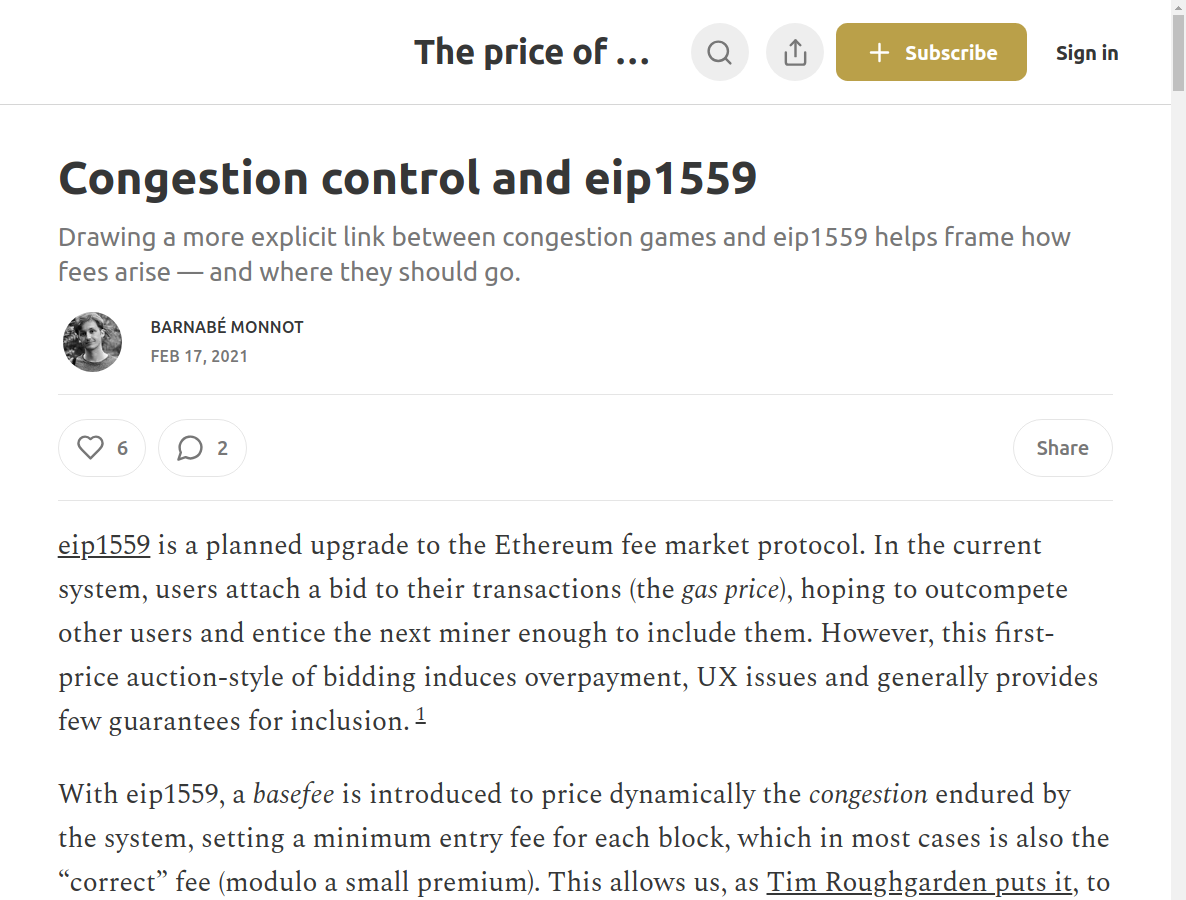 The price of ...
Subscribe
Sign in
Congestion control and eip1559
Drawing a more explicit link between congestion games and eip1559 helps frame how
fees arise — and where they should go.
BARNABÉ MONNOT
FEB 17, 2021
6
2
Share
eip1559 is a planned upgrade to the Ethereum fee market protocol. In the current
system, users attach a bid to their transactions (the gas price), hoping to outcompete
other users and entice the next miner enough to include them. However, this first-
price auction-style of bidding induces overpayment, UX issues and generally provides
few guarantees for inclusion. 1
With eip1559, a basefee is introduced to price dynamically the congestion endured by
the system, setting a minimum entry fee for each block, which in most cases is also the
“correct” fee (modulo a small premium). This allows us, as Tim Roughgarden puts it, to